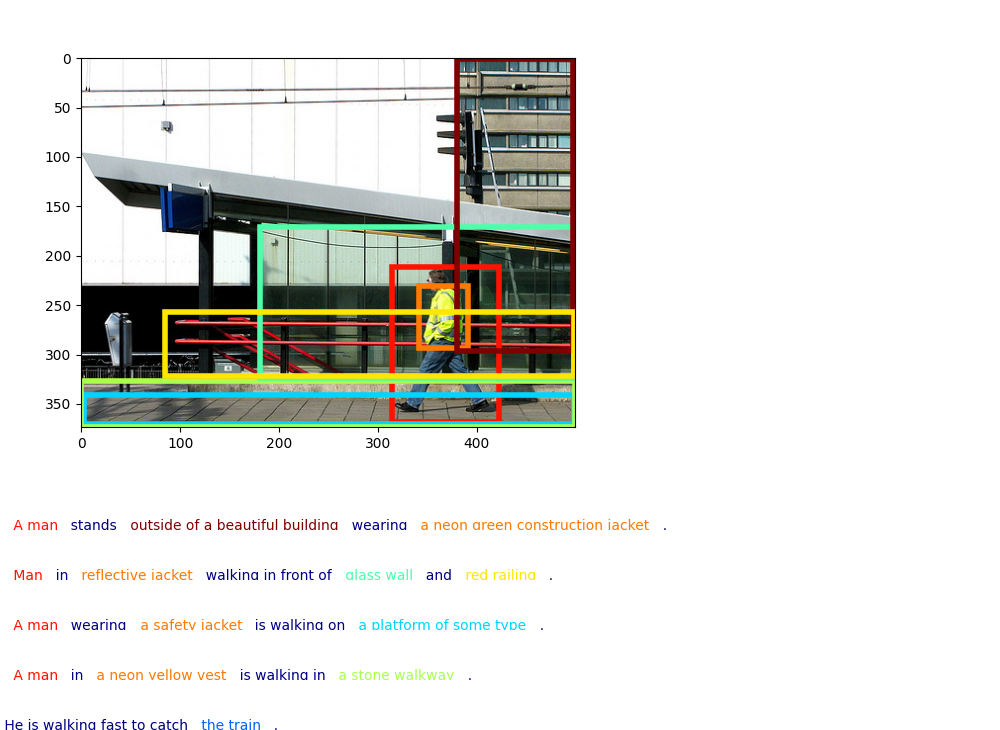 0
50
100
150
200
250
300
350
0 100 200 300 400
A man stands outside of a beautiful building wearing a neon green construction jacket .
Man in reflective jacket walking in front of glass wall and red railing .
A man wearing a safety jacket is walking on a platform of some type .
A man in a neon yellow vest is walking in a stone walkway .
He is walking fast to catch the train .